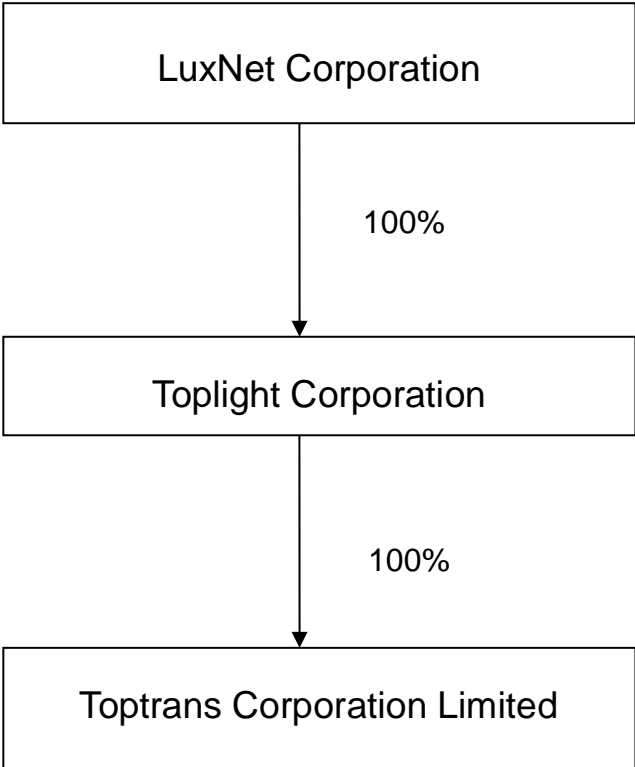 LuxNet Corporation
100%
Toplight Corporation
100%
Toptrans Corporation Limited